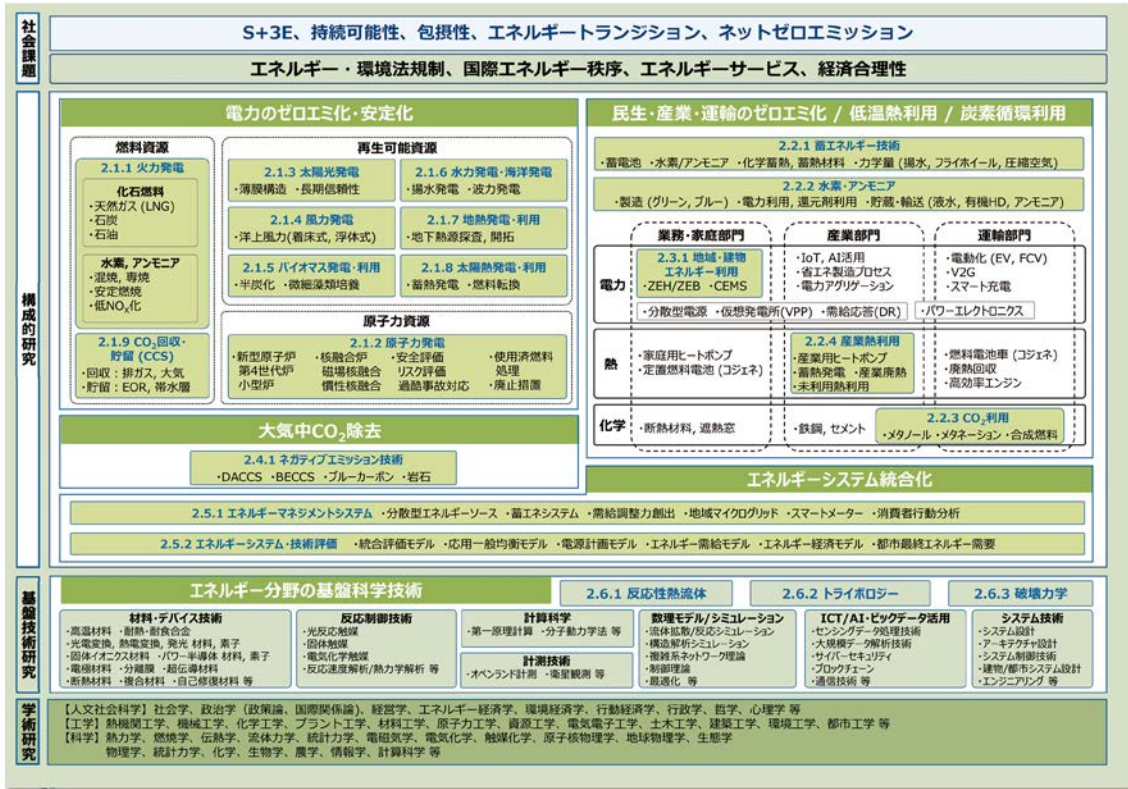 社会課題
S+3E、持続可能性、包摂性、エネルギートランジション、ネットゼロエミッション
エネルギー・環境法規制、国際エネルギー秩序、エネルギーサービス、経済合理性
構成的研究
電力のゼロエミ化・安定化
燃料資源
2.1.1 火力発電
化石燃料
・天然ガス (LNG)
・石炭
・石油
水素, アンモニア
・混焼, 専焼
・安定燃焼
・低NOX化
2.1.9 CO2回収・
貯留 (CCS)
・回収:排ガス, 大気
・貯留:EOR, 帯水層
再生可能資源
2.1.3 太陽光発電
・薄膜構造 ・長期信頼性
2.1.6 水力発電・海洋発電
・揚水発電 ・波力発電
2.1.4 風力発電
・洋上風力(着床式, 浮体式)
2.1.7 地熱発電・利用
・地下熱源探査, 開拓
2.1.5 バイオマス発電・利用
・半炭化 ・微細藻類培養
2.1.8 太陽熱発電・利用
・蓄熱発電 ・燃料転換
原子力資源
2.1.2 原子力発電
・新型原子炉 ・核融合炉 ・安全評価 ・使用済燃料
第4世代炉 磁場核融合 リスク評価 処理
小型炉 慣性核融合 過酷事故対応 ・廃止措置
大気中CO2除去
2.4.1 ネガティブエミッション技術
・DACCS ・BECCS ・ブルーカーボン ・岩石
民生・産業・運輸のゼロエミ化 / 低温熱利用 / 炭素循環利用
2.2.1 蓄エネルギー技術
・蓄電池 ・水素/アンモニア ・化学蓄熱, 蓄熱材料 ・力学量 (揚水, フライホイール, 圧縮空気)
2.2.2 水素・アンモニア
・製造 (グリーン, ブルー) ・電力利用, 還元剤利用 ・貯蔵・輸送 (液水, 有機HD, アンモニア)
業務・家庭部門
産業部門
運輸部門
電力
2.3.1 地域・建物
エネルギー利用
・ZEH/ZEB ・CEMS
・IoT, AI活用
・省エネ製造プロセス
・電力アグリゲーション
・電動化 (EV, FCV)
・V2G
・スマート充電
・分散型電源 ・仮想発電所(VPP) ・需給応答(DR)
・パワーエレクトロニクス
熱
・家庭用ヒートポンプ
・定置燃料電池 (コジェネ)
2.2.4 産業熱利用
・産業用ヒートポンプ
・蓄熱発電 ・産業廃熱
・未利用熱利用
・燃料電池車 (コジェネ)
・廃熱回収
・高効率エンジン
化学
・断熱材料, 遮熱窓
・鉄鋼, セメント
2.2.3 CO2利用
・メタノール ・メタネーション ・合成燃料
エネルギーシステム統合化
2.5.1 エネルギーマネジメントシステム ・分散型エネルギーソース ・蓄エネシステム ・需給調整力創出 ・地域マイクログリッド ・スマートメーター ・消費者行動分析
2.5.2 エネルギーシステム・技術評価 ・統合評価モデル ・応用一般均衡モデル ・電源計画モデル ・エネルギー需給モデル ・エネルギー経済モデル ・都市最終エネルギー需要
基盤技術研究
エネルギー分野の基盤科学技術
2.6.1 反応性熱流体
2.6.2 トライボロジー
2.6.3 破壊力学
材料・デバイス技術
・高温材料 ・耐熱・耐食合金
・光電変換, 熱電変換, 発光 材料, 素子
・固体イオニクス材料 ・パワー半導体 材料, 素子
・電極材料 ・分離膜 ・超伝導材料
・断熱材料 ・複合材料 ・自己修復材料 等
反応制御技術
・光反応触媒
・固体触媒
・電気化学触媒
・反応速度解析/熱力学解析 等
計算科学
・第一原理計算 ・分子動力学法 等
計測技術
・オペランド計測 ・衛星観測 等
数理モデル/シミュレーション
・流体拡散/反応シミュレーション
・構造解析シミュレーション
・複雑系ネットワーク理論
・制御理論
・最適化 等
ICT/AI・ビックデータ活用
・センシングデータ処理技術
・大規模データ解析技術
・サイバーセキュリティ
・ブロックチェーン
・通信技術 等
システム技術
・システム設計
・アーキテクチャ設計
・システム制御技術
・建物/都市システム設計
・エンジニアリング 等
学術研究
【人文社会科学】社会学、政治学 (政策論、国際関係論)、経営学、エネルギー経済学、環境経済学、行動経済学、行政学、哲学、心理学 等
【工学】熱機関工学、機械工学、化学工学、プラント工学、材料工学、原子力工学、資源工学、電気電子工学、土木工学、建築工学、環境工学、都市工学 等
【科学】熱力学、燃焼学、伝熱学、流体力学、統計力学、電磁気学、電気化学、触媒化学、原子核物理学、地球物理学、生態学
物理学、統計力学、化学、生物学、農学、情報学、計算科学 等